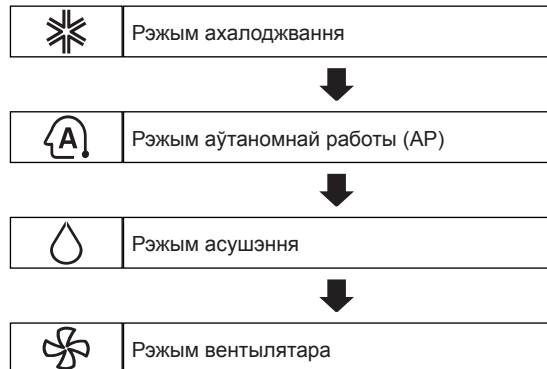 Рэжым ахалоджвання
A
Рэжым аўтаномнай работы (АР)
Рэжым асушэння
Рэжым вентылятара